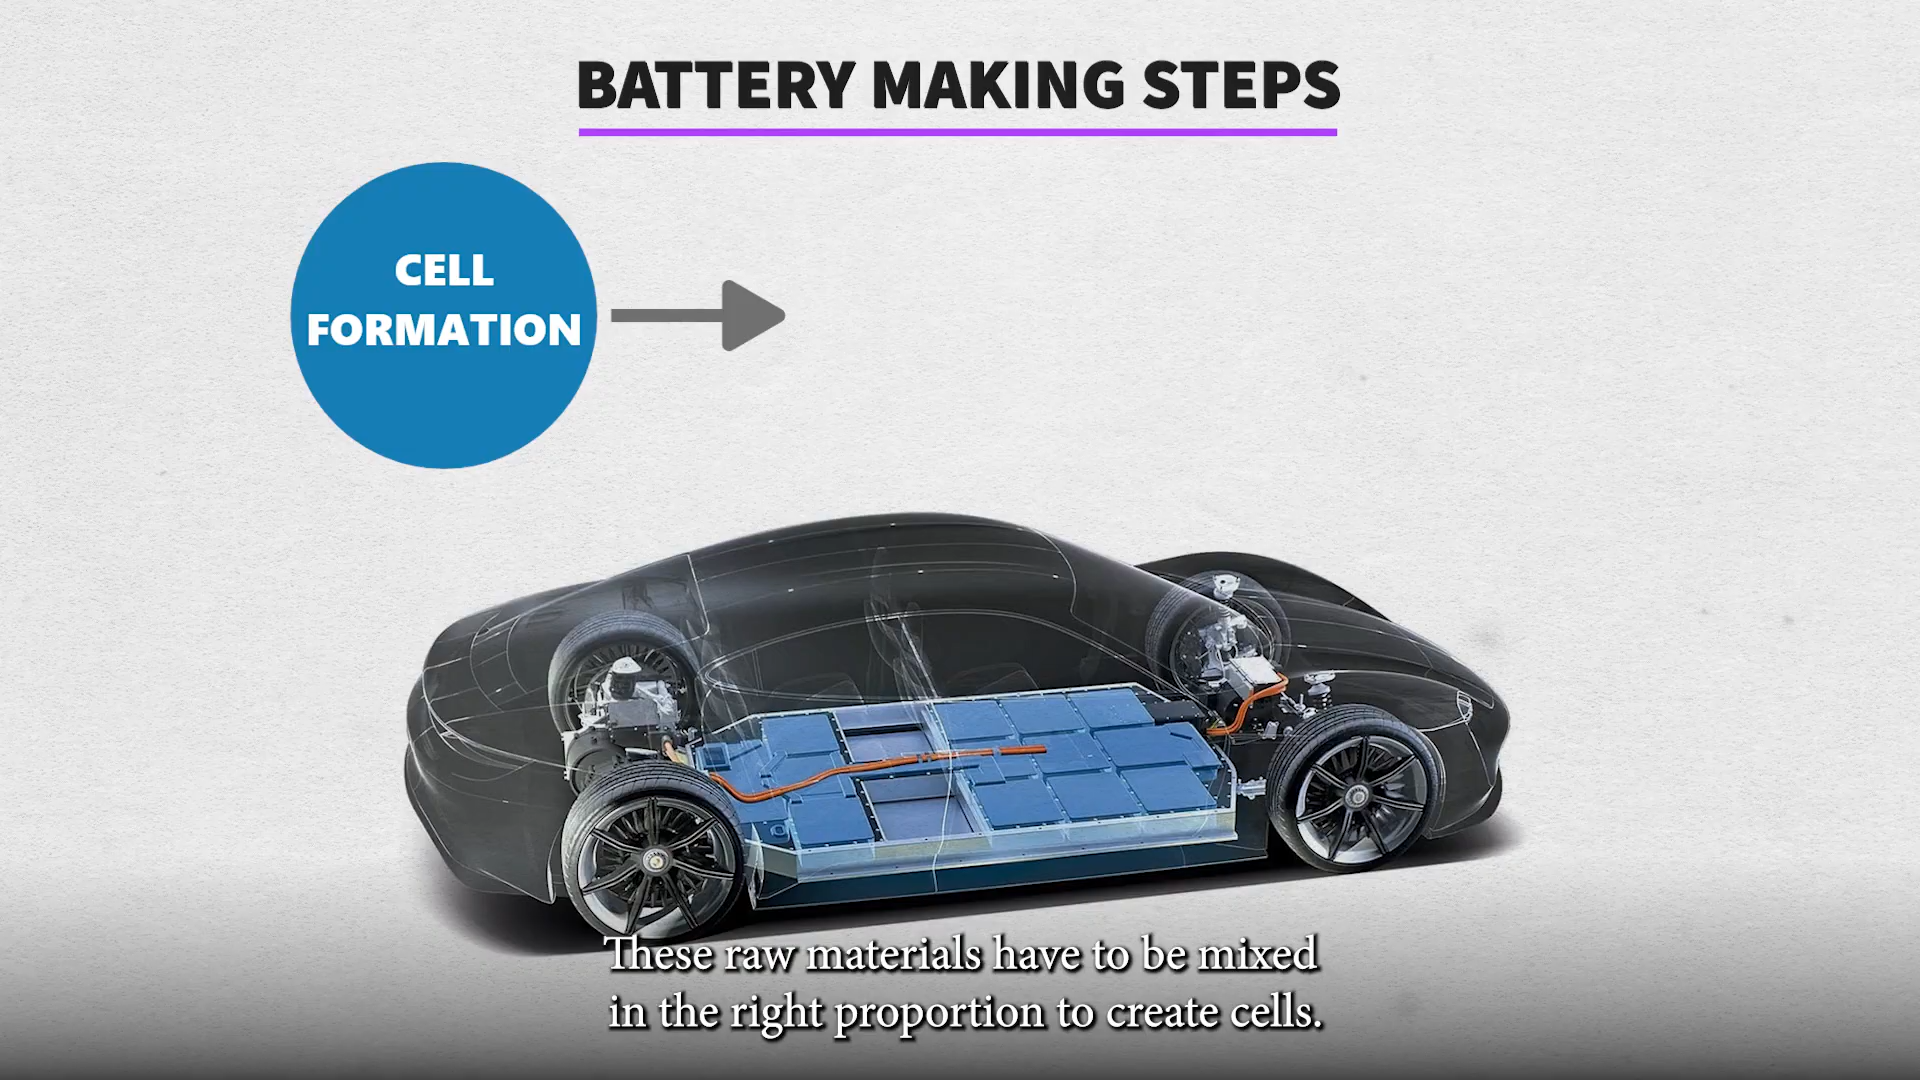 BATTERY MAKING STEPS
CELL
FORMATION
These raw materials have to be mixed
in the right proportion to create cells.